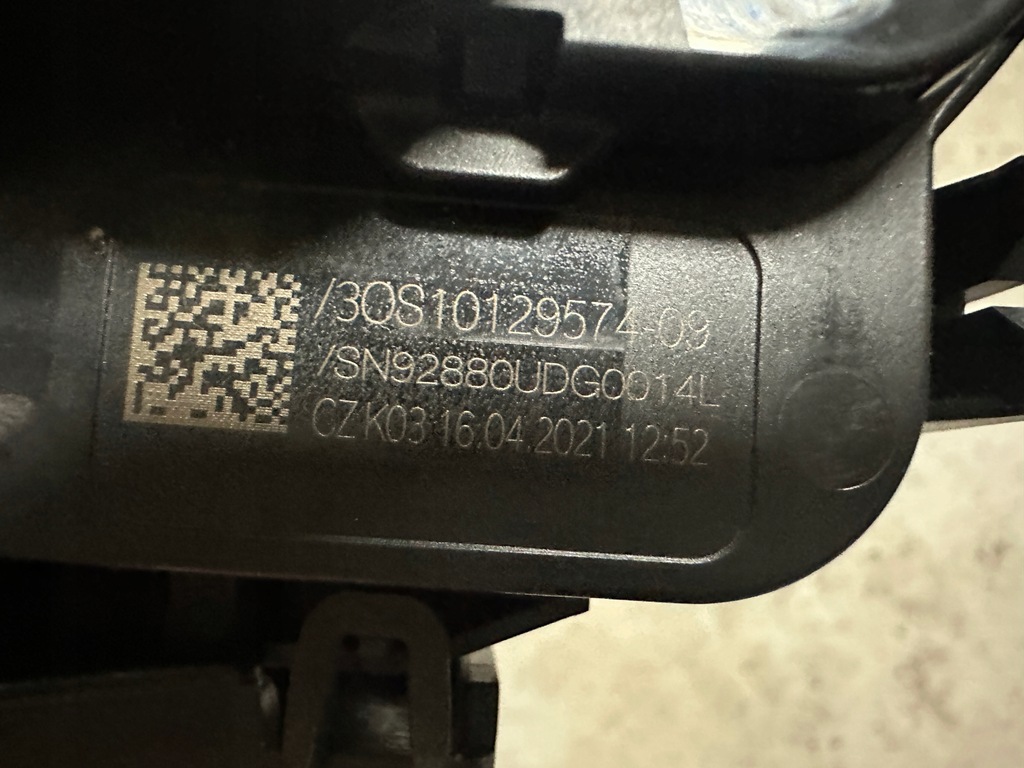 /3QS10129574-09
/SN92880UDG0014L
CZ K03 16.04.2021 12:52